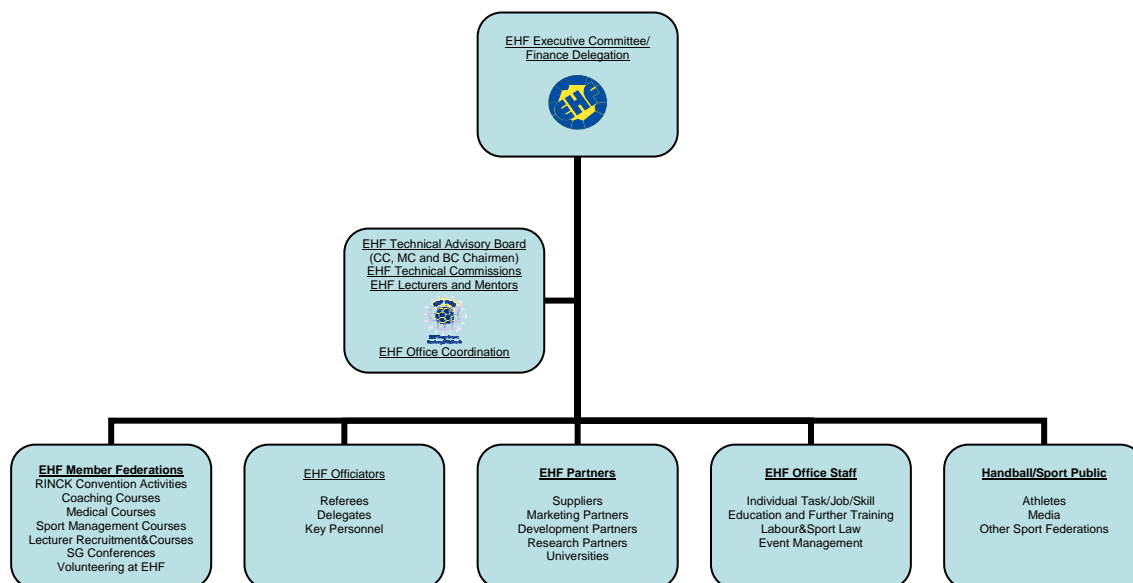 EHF Executive Committee/
Finance Delegation
EHF
EHF Technical Advisory Board
(CC, MC and BC Chairmen)
EHF Technical Commissions
EHF Lecturers and Mentors
EHF Office Coordination
EHF Member Federations
RINCK Convention Activities
Coaching Courses
Medical Courses
Sport Management Courses
Lecturer Recruitment&Courses
SG Conferences
Volunteering at EHF
EHF Officiators
Referees
Delegates
Key Personnel
EHF Partners
Suppliers
Marketing Partners
Development Partners
Research Partners
Universities
EHF Office Staff
Individual Task/Job/Skill
Education and Further Training
Labour&Sport Law
Event Management
Handball/Sport Public
Athletes
Media
Other Sport Federations